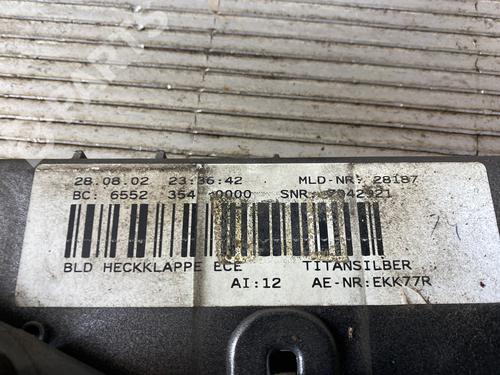 28.08.02 23:36:42 MLD-NR: 28187
BC: 6552 354 0000 SNR: 7042921
BLD HECKKLAPPE ECE TITANSILBER
AI:12 AE-NR:EKK77R